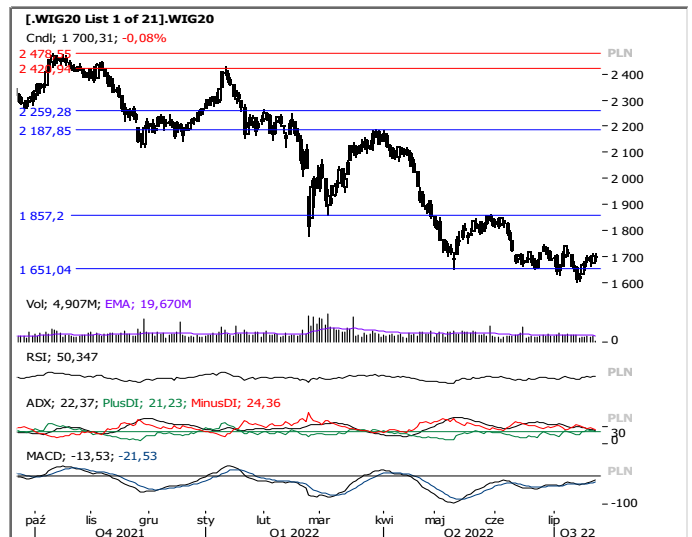 [.WIG20 List 1 of 21].WIG20
Cndl; 1 700,31; -0,08%
2 478,55
PLN
2 420,94
2 400
2 300
2 259,28
2 200
2 187,85
2 100
2 000
1 900
1 857,2
1 800
1 700
1 651,04
1 600
Vol; 4,907M; EMA; 19,670M
0
RSI; 50,347
PLN
ADX; 22,37; PlusDI; 21,23; MinusDI; 24,36
PLN
30
0
MACD; -13,53; -21,53
PLN
-100
paź lis gru sty lut mar kwi maj cze lip
Q4 2021 Q1 2022 Q2 2022 Q3 22